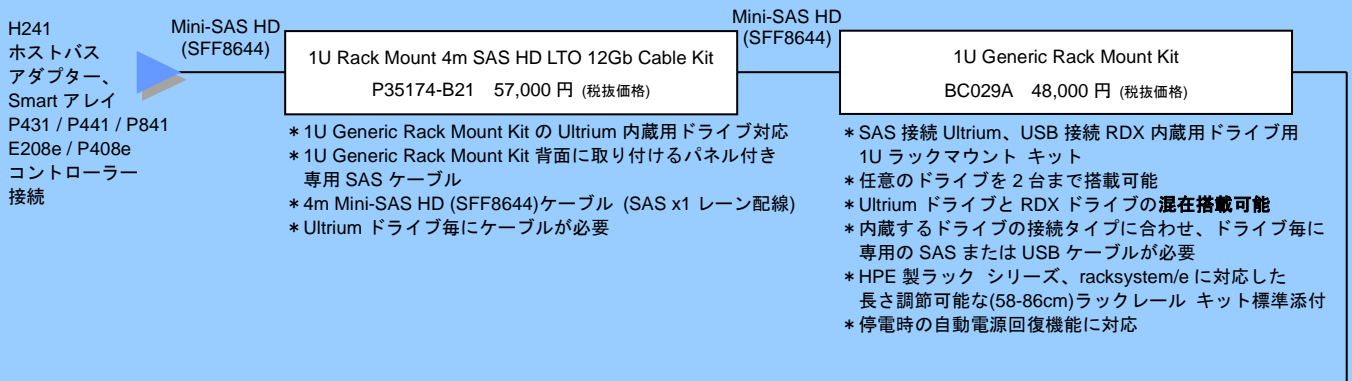 H241
ホストバス
アダプター、
Smart アレイ
P431 / P441 / P841
E208e / P408e
コントローラー
接続
Mini-SAS HD
(SFF8644)
1U Rack Mount 4m SAS HD LTO 12Gb Cable Kit
P35174-B21 57,000 円 (税抜価格)
＊1U Generic Rack Mount Kit の Ultrium 内蔵用ドライブ対応
＊1U Generic Rack Mount Kit 背面に取り付けるパネル付き
専用 SAS ケーブル
＊4m Mini-SAS HD (SFF8644)ケーブル (SAS x1 レーン配線)
＊Ultrium ドライブ毎にケーブルが必要
Mini-SAS HD
(SFF8644)
1U Generic Rack Mount Kit
BC029A 48,000 円 (税抜価格)
＊SAS 接続 Ultrium、USB 接続 RDX 内蔵用ドライブ用
1U ラックマウント キット
＊任意のドライブを 2 台まで搭載可能
＊Ultrium ドライブと RDX ドライブの混在搭載可能
＊内蔵するドライブの接続タイプに合わせ、ドライブ毎に
専用の SAS または USB ケーブルが必要
＊HPE 製ラック シリーズ、racksystem/e に対応した
長さ調節可能な(58-86cm)ラックレール キット標準添付
＊停電時の自動電源回復機能に対応